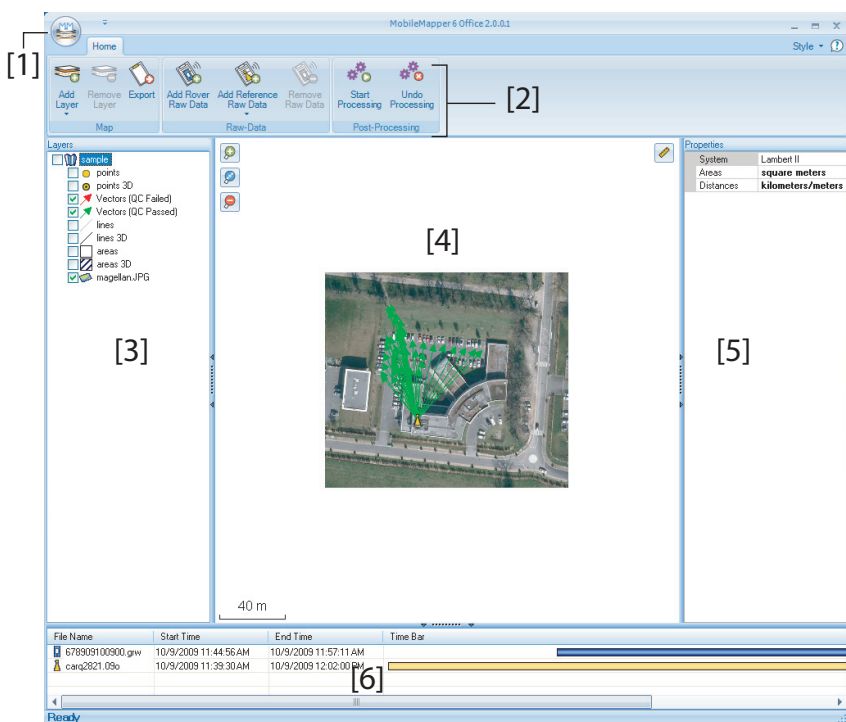 MobileMapper 6 Office 2.0.0.1
[1]
Home
Style
Add Layer
Remove Layer
Export
Add Rover Raw Data
Add Reference Raw Data
Remove Raw Data
Start Processing
Undo Processing
[2]
Map
Raw-Data
Post-Processing
Layers
sample
points
points 3D
Vectors (QC Failed)
Vectors (QC Passed)
lines
lines 3D
areas
areas 3D
magellan.JPG
[3]
[4]
40 m
Properties
System Lambert II
Areas square meters
Distances kilometers/meters
[5]
File Name Start Time End Time Time Bar
678909100900.grw 10/9/2009 11:44:56 AM 10/9/2009 11:57:11 AM
carq2821.09o 10/9/2009 11:39:30 AM 10/9/2009 12:02:00 PM
[6]
Ready